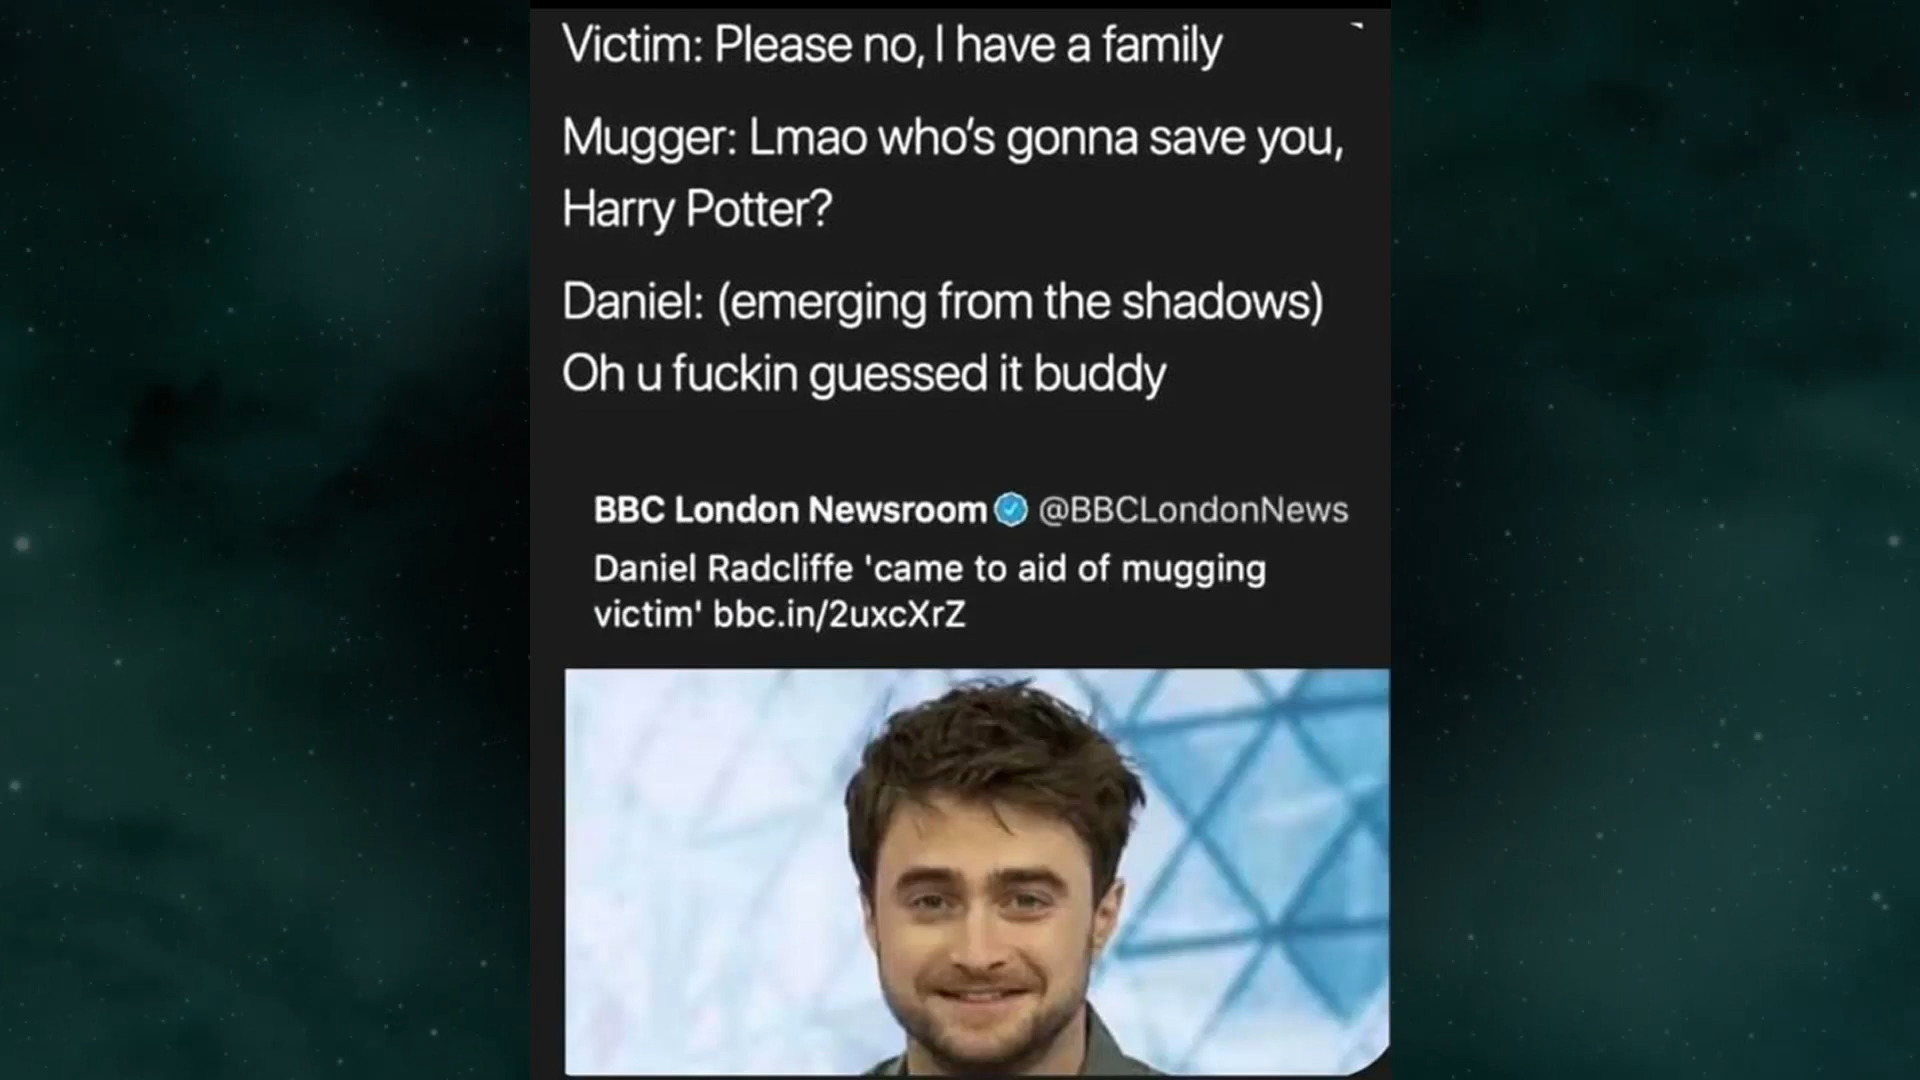 Victim: Please no, I have a family
Mugger: Lmao who's gonna save you,
Harry Potter?
Daniel: (emerging from the shadows)
Oh u fuckin guessed it buddy
BBC London Newsroom @BBCLondonNews
Daniel Radcliffe 'came to aid of mugging
victim' bbc.in/2uxcXrZ